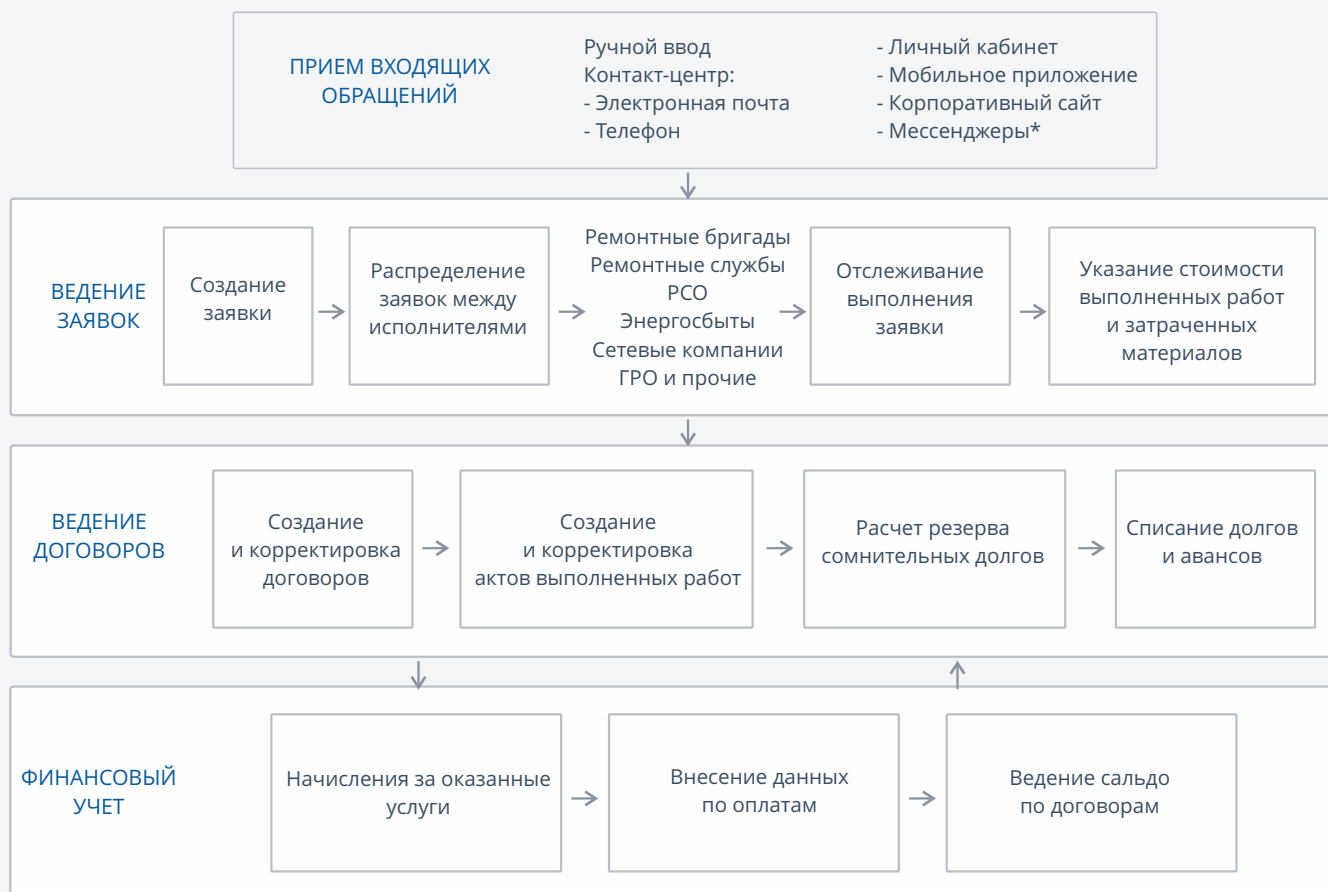 ПРИЕМ ВХОДЯЩИХ
ОБРАЩЕНИЙ
Ручной ввод
Контакт-центр:
- Электронная почта
- Телефон
- Личный кабинет
- Мобильное приложение
- Корпоративный сайт
- Мессенджеры*
ВЕДЕНИЕ
ЗАЯВОК
Создание
заявки
Распределение
заявок между
исполнителями
Ремонтные бригады
Ремонтные службы
РСО
Энергосбыты
Сетевые компании
ГРО и прочие
Отслеживание
выполнения
заявки
Указание стоимости
выполненных работ
и затраченных
материалов
ВЕДЕНИЕ
ДОГОВОРОВ
Создание
и корректировка
договоров
Создание
и корректировка
актов выполненных работ
Расчет резерва
сомнительных долгов
Списание долгов
и авансов
ФИНАНСОВЫЙ
УЧЕТ
Начисления за оказанные
услуги
Внесение данных
по оплатам
Ведение сальдо
по договорам